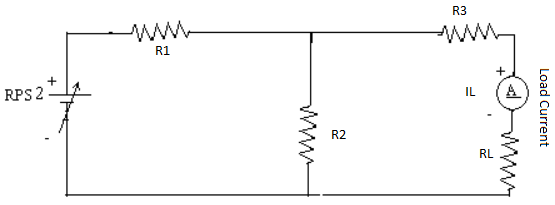 R3
R1
+
+
RPS 2
IL
A
Load Current
-
-
R2
RL